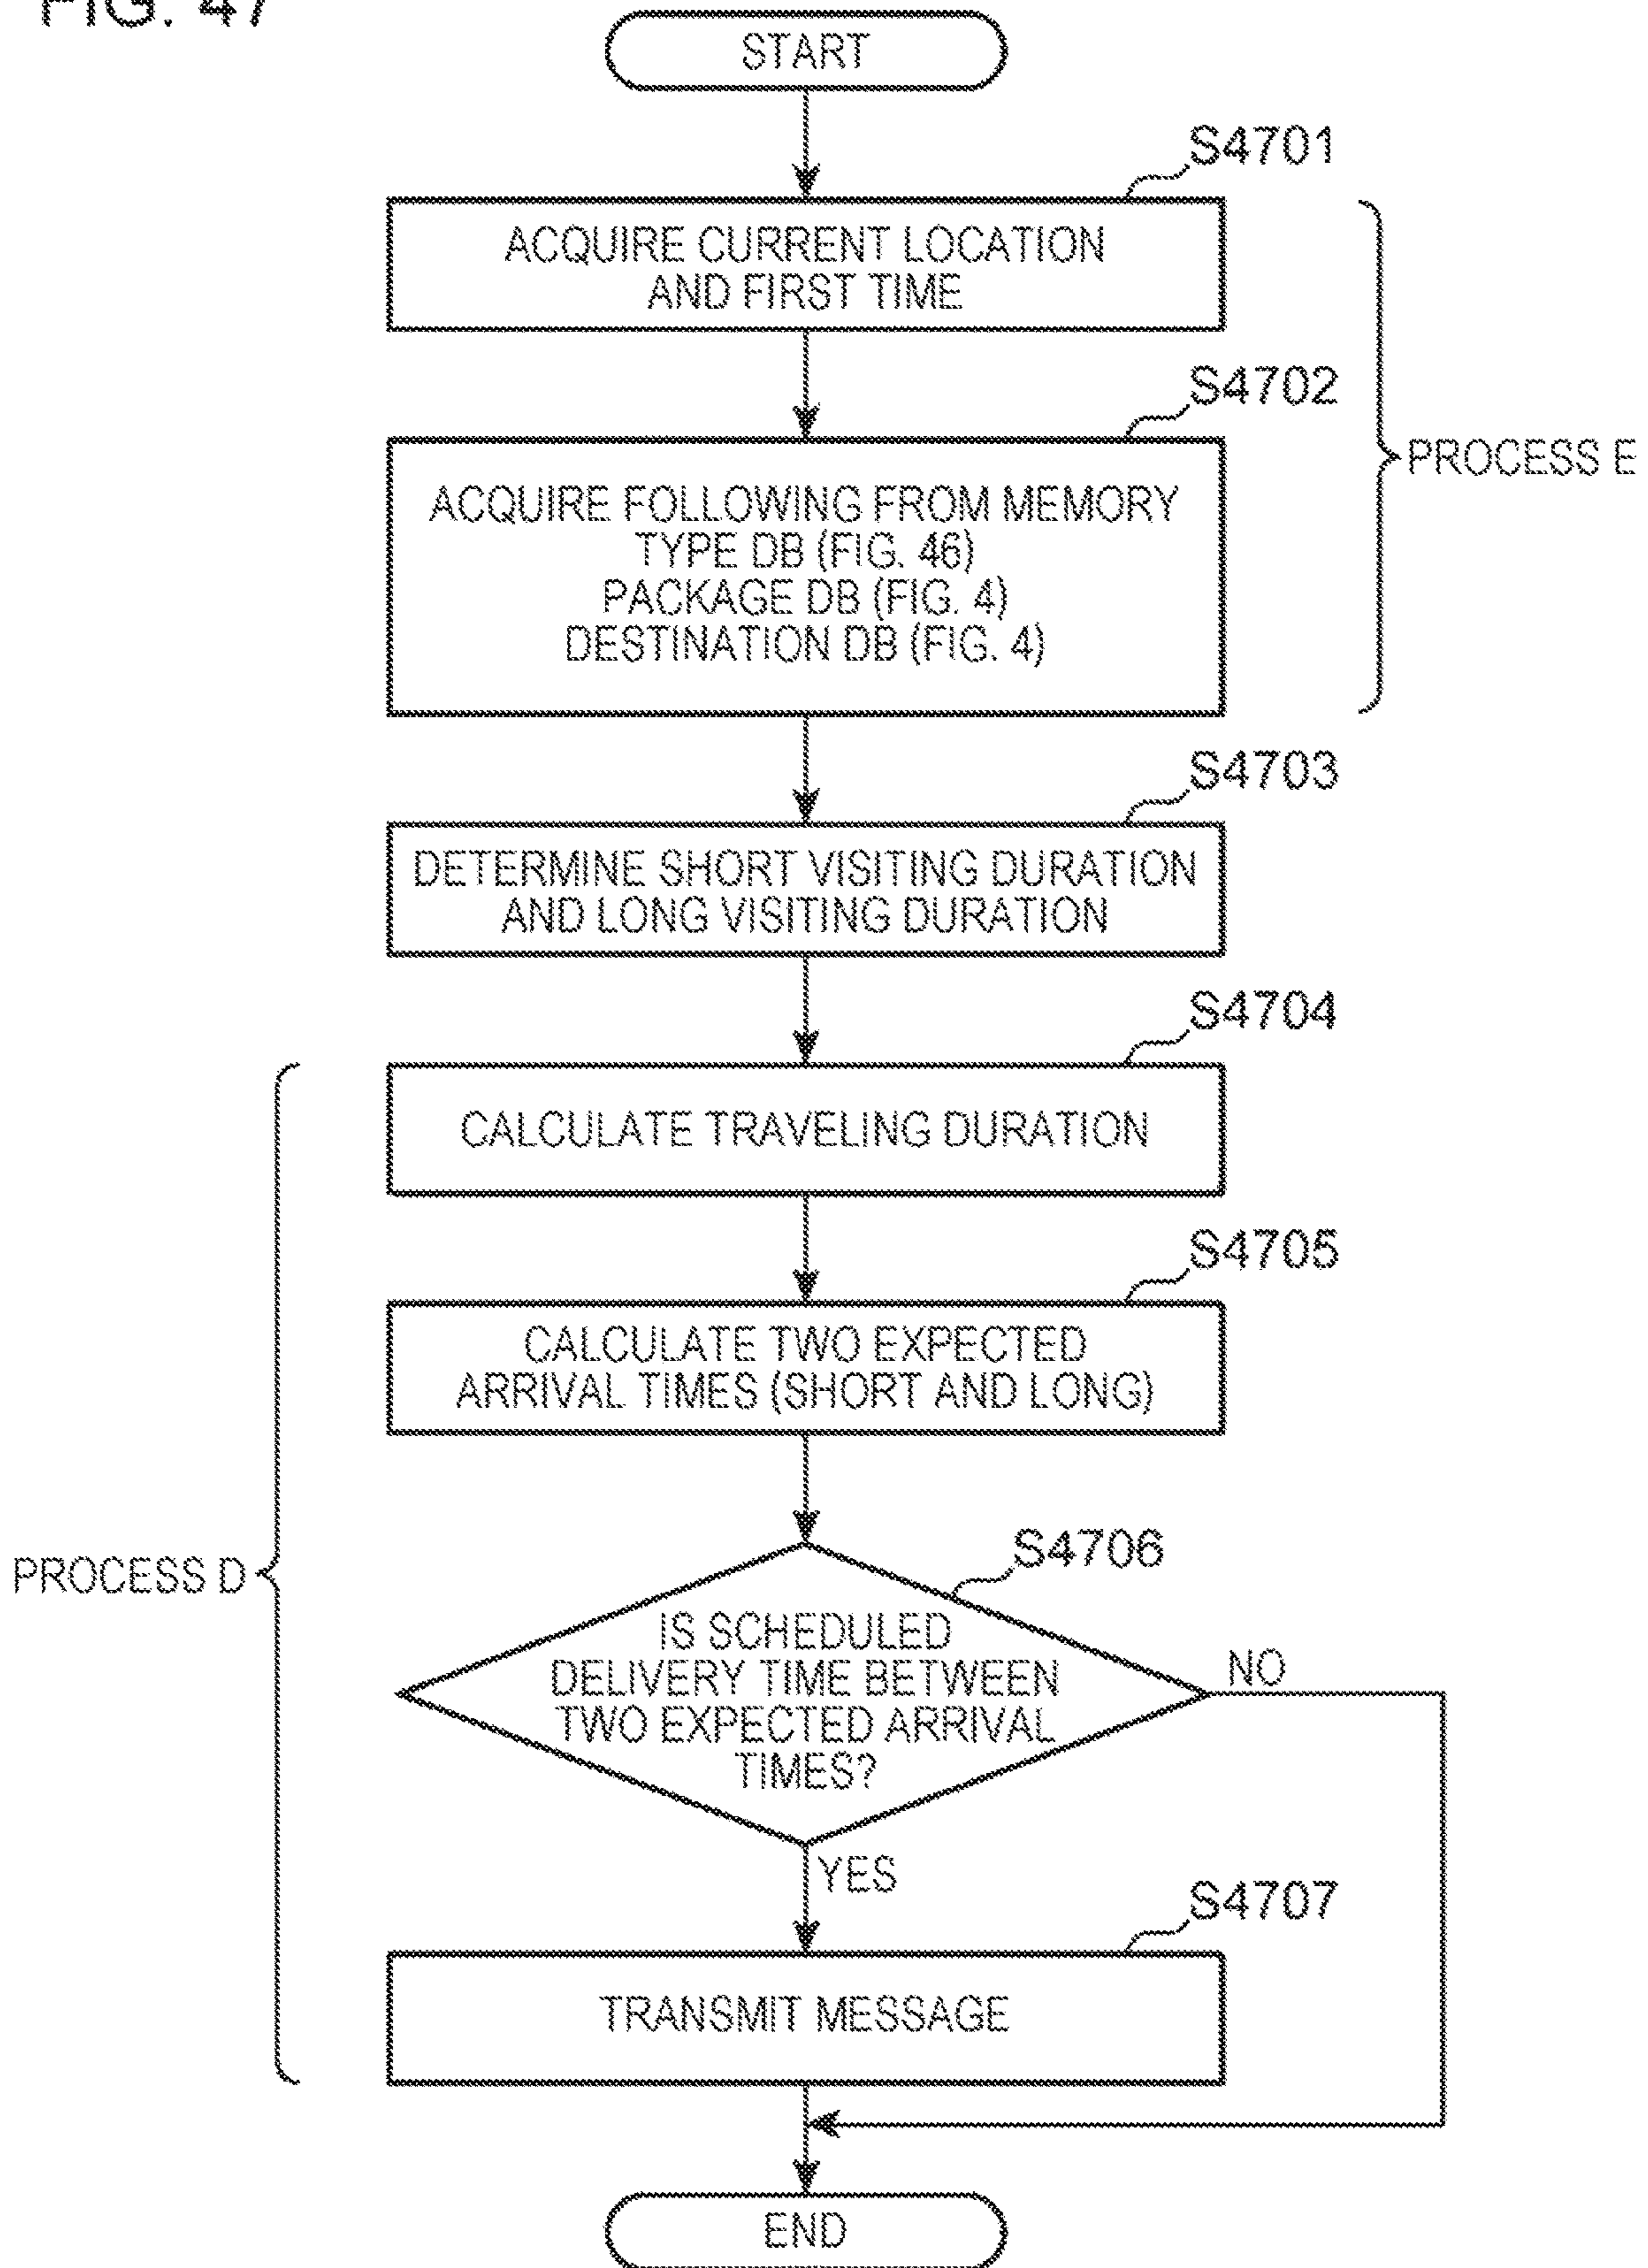 FIG. 47
START
S4701
ACQUIRE CURRENT LOCATION
AND FIRST TIME
S4702
ACQUIRE FOLLOWING FROM MEMORY
TYPE DB (FIG. 46)
PACKAGE DB (FIG. 4)
DESTINATION DB (FIG. 4)
PROCESS E
S4703
DETERMINE SHORT VISITING DURATION
AND LONG VISITING DURATION
S4704
CALCULATE TRAVELING DURATION
S4705
CALCULATE TWO EXPECTED
ARRIVAL TIMES (SHORT AND LONG)
PROCESS D
S4706
IS SCHEDULED
DELIVERY TIME BETWEEN
TWO EXPECTED ARRIVAL
TIMES?
NO
YES
S4707
TRANSMIT MESSAGE
END